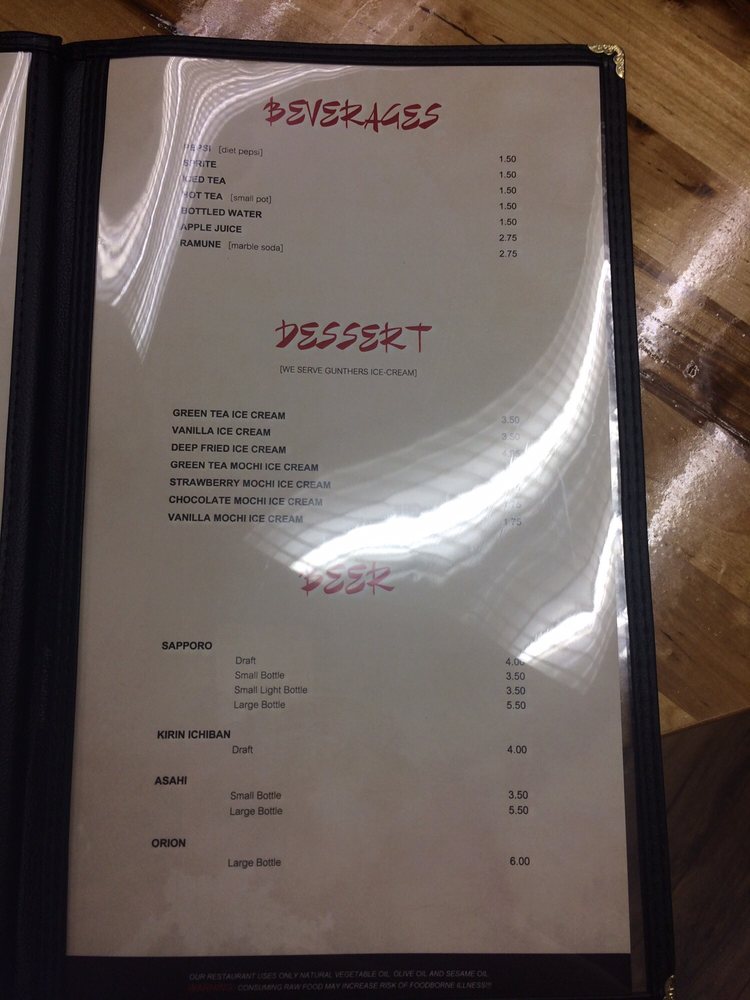 BEVERAGES
PEPSI [diet pepsi] 1.50
SPRITE 1.50
ICED TEA 1.50
HOT TEA [small pot] 1.50
BOTTLED WATER 1.50
APPLE JUICE 2.75
RAMUNE [marble soda] 2.75
DESSERT
[WE SERVE GUNTHERS ICE-CREAM]
GREEN TEA ICE CREAM 3.50
VANILLA ICE CREAM 3.50
DEEP FRIED ICE CREAM
GREEN TEA MOCHI ICE CREAM
STRAWBERRY MOCHI ICE CREAM
CHOCOLATE MOCHI ICE CREAM
VANILLA MOCHI ICE CREAM 1.75
BEER
SAPPORO
Draft 4.00
Small Bottle 3.50
Small Light Bottle 3.50
Large Bottle 5.50
KIRIN ICHIBAN
Draft 4.00
ASAHI
Small Bottle 3.50
Large Bottle 5.50
ORION
Large Bottle 6.00
OUR RESTAURANT USES ONLY NATURAL VEGETABLE OIL, OLIVE OIL AND SESAME OIL.
WARNING: CONSUMING RAW FOOD MAY INCREASE RISK OF FOODBORNE ILLNESS!!!